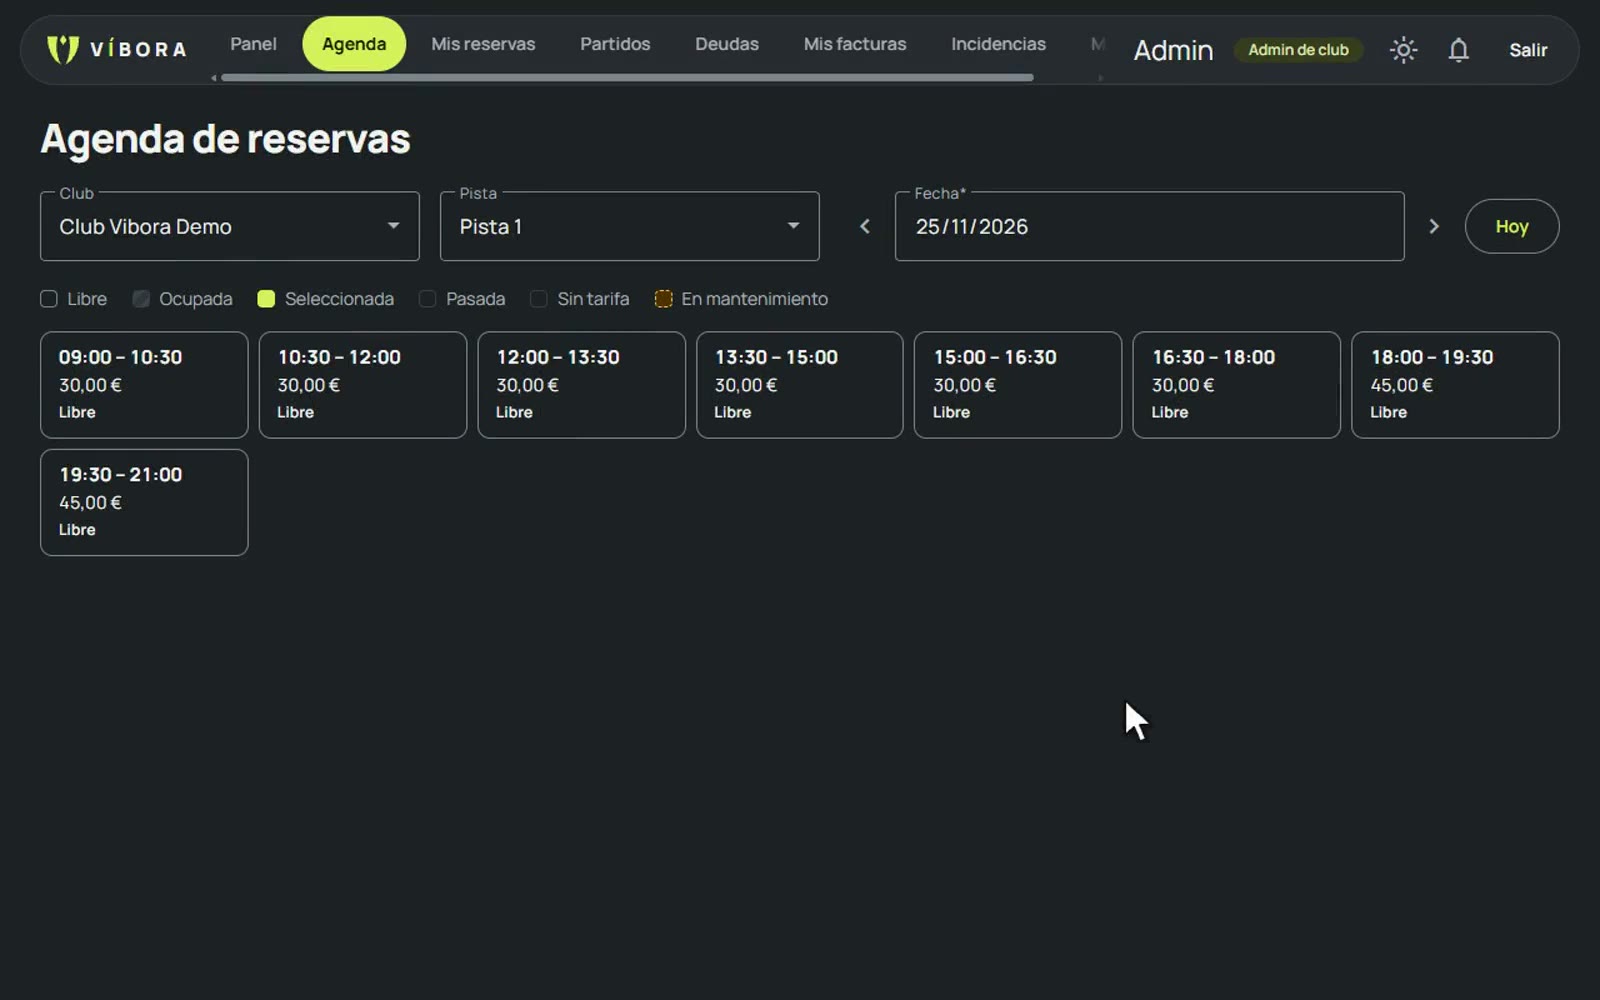 VÍBORA
Panel
Agenda
Mis reservas
Partidos
Deudas
Mis facturas
Incidencias
M
Admin
Admin de club
Salir
Agenda de reservas
Club
Club Vibora Demo
Pista
Pista 1
Fecha*
25/11/2026
Hoy
Libre
Ocupada
Seleccionada
Pasada
Sin tarifa
En mantenimiento
09:00 – 10:30
30,00 €
Libre
10:30 – 12:00
30,00 €
Libre
12:00 – 13:30
30,00 €
Libre
13:30 – 15:00
30,00 €
Libre
15:00 – 16:30
30,00 €
Libre
16:30 – 18:00
30,00 €
Libre
18:00 – 19:30
45,00 €
Libre
19:30 – 21:00
45,00 €
Libre